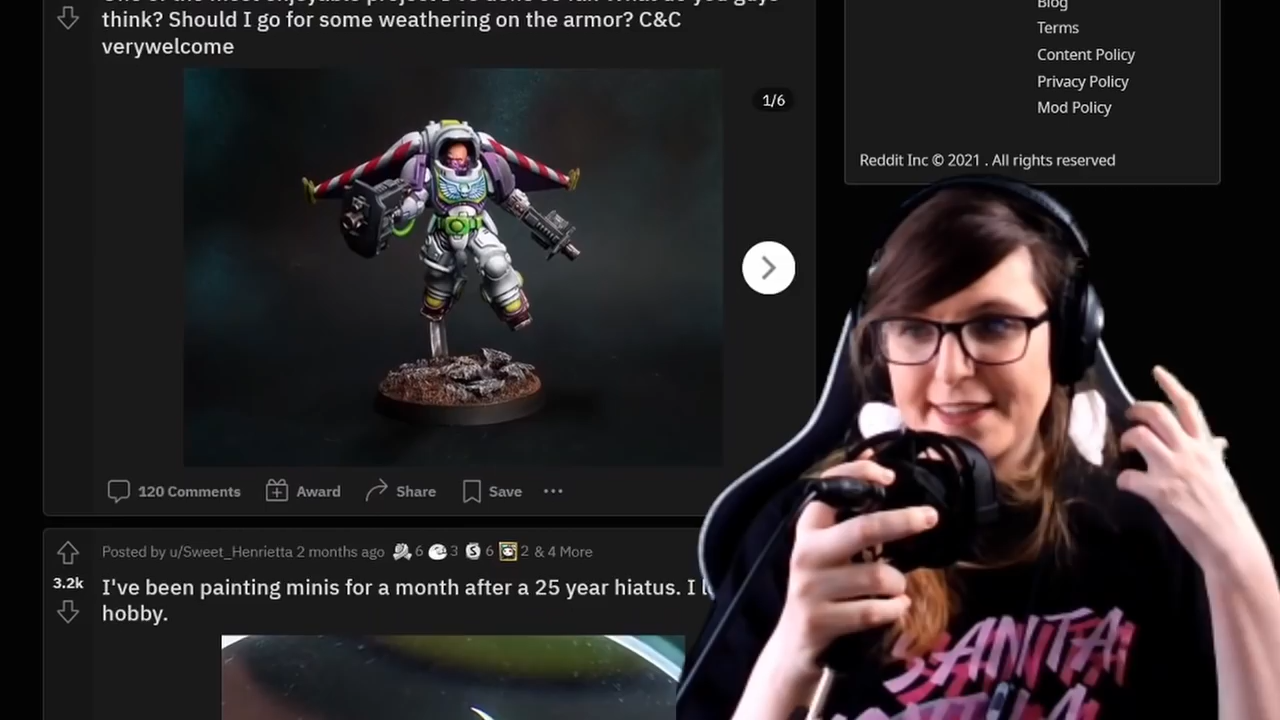 think? Should I go for some weathering on the armor? C&C
verywelcome
1/6
120 Comments Award Share Save
Posted by u/Sweet_Henrietta 2 months ago 6 3 6 2 & 4 More
3.2k
I've been painting minis for a month after a 25 year hiatus. I
hobby.
Blog
Terms
Content Policy
Privacy Policy
Mod Policy
Reddit Inc © 2021 . All rights reserved
SANTA